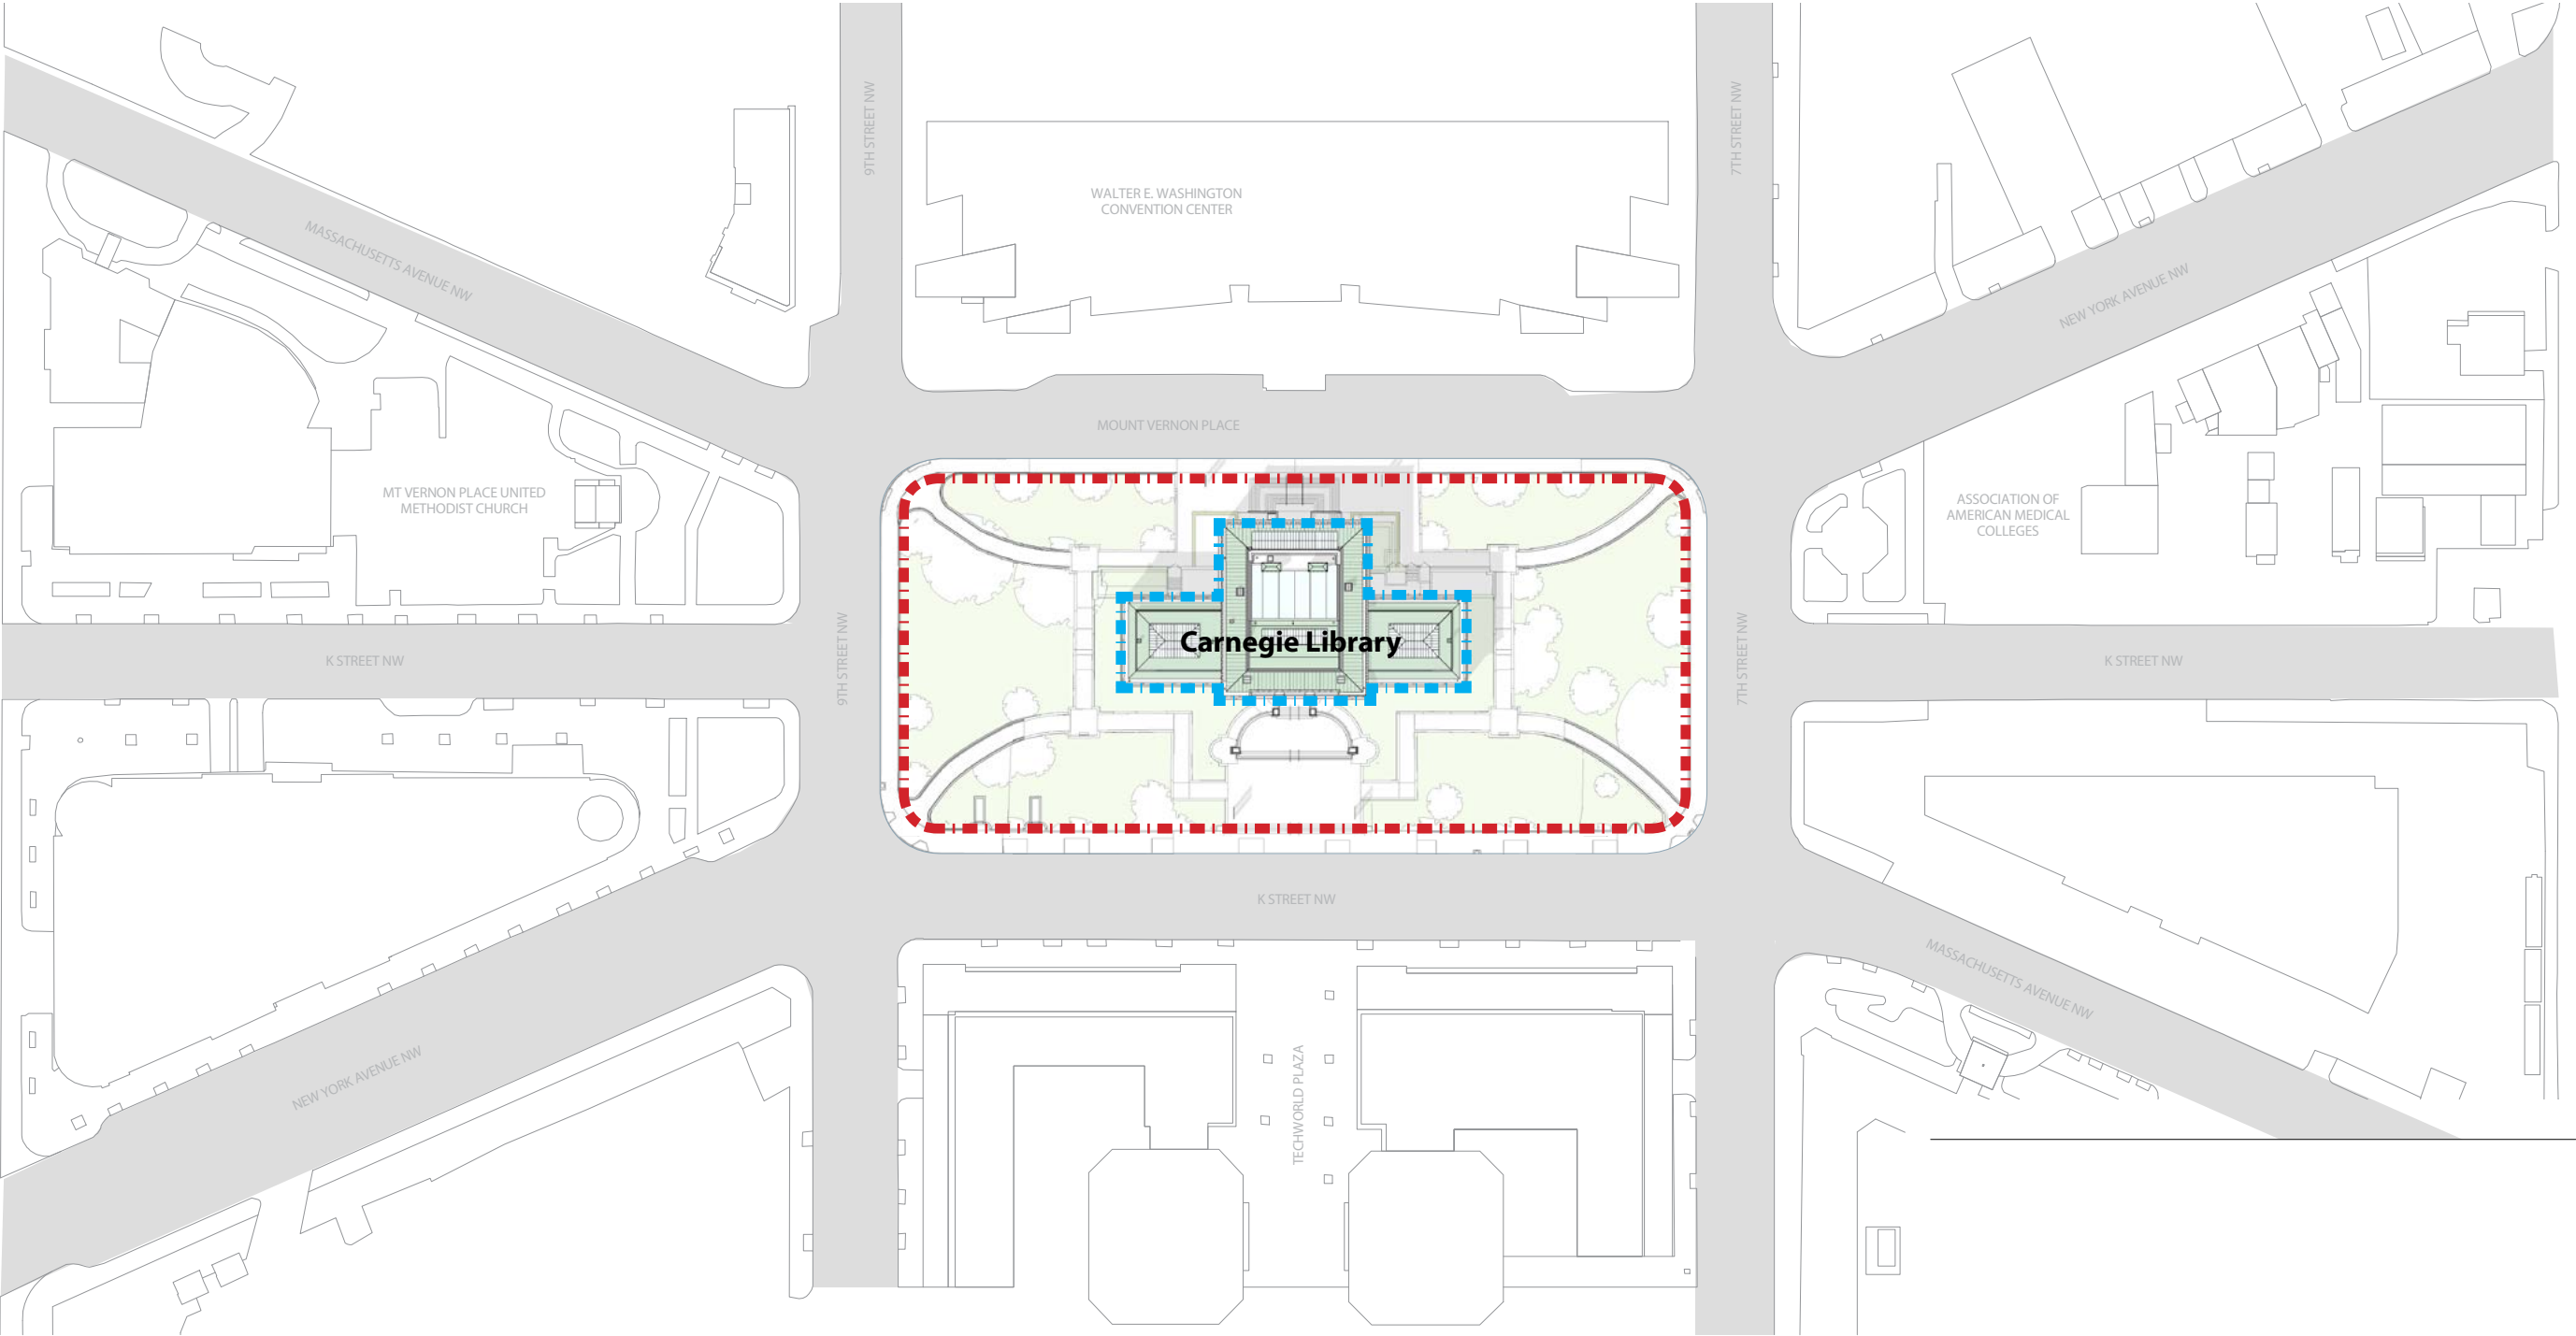 9TH STREET NW
7TH STREET NW
WALTER E. WASHINGTON
CONVENTION CENTER
MASSACHUSETTS AVENUE NW
NEW YORK AVENUE NW
MOUNT VERNON PLACE
MT VERNON PLACE UNITED
METHODIST CHURCH
ASSOCIATION OF
AMERICAN MEDICAL
COLLEGES
Carnegie Library
K STREET NW
9TH STREET NW
7TH STREET NW
K STREET NW
K STREET NW
MASSACHUSETTS AVENUE NW
NEW YORK AVENUE NW
TECHWORLD PLAZA